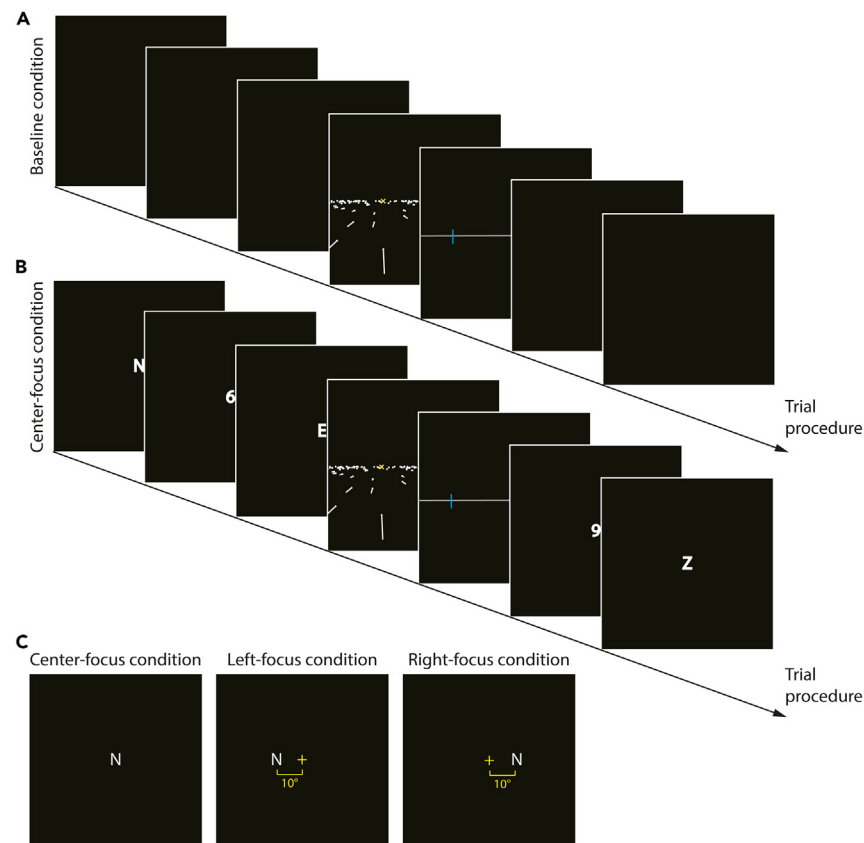 A
Baseline condition
B
Center-focus condition
N
6
E
9
Z
Trial
procedure
Trial
procedure
C
Center-focus condition
Left-focus condition
Right-focus condition
N
N +
10°
+ N
10°